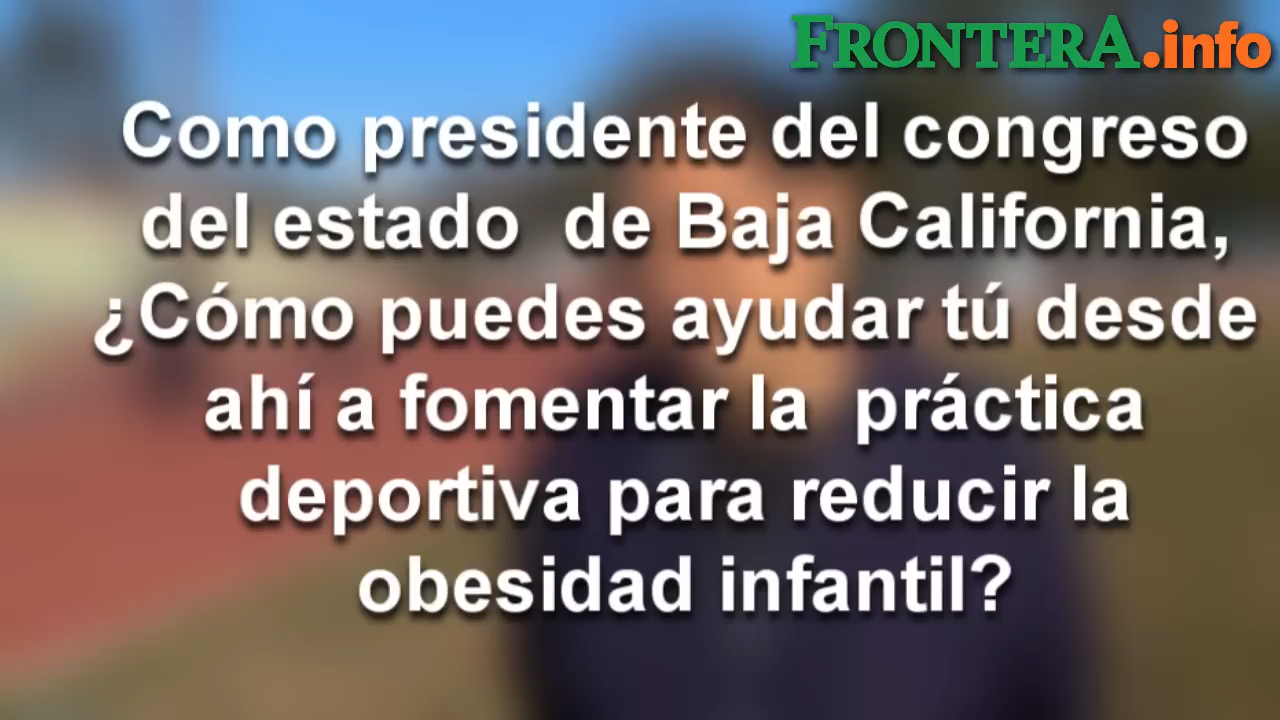 FRONTERA.info
Como presidente del congreso
del estado de Baja California,
¿Cómo puedes ayudar tú desde
ahí a fomentar la práctica
deportiva para reducir la
obesidad infantil?